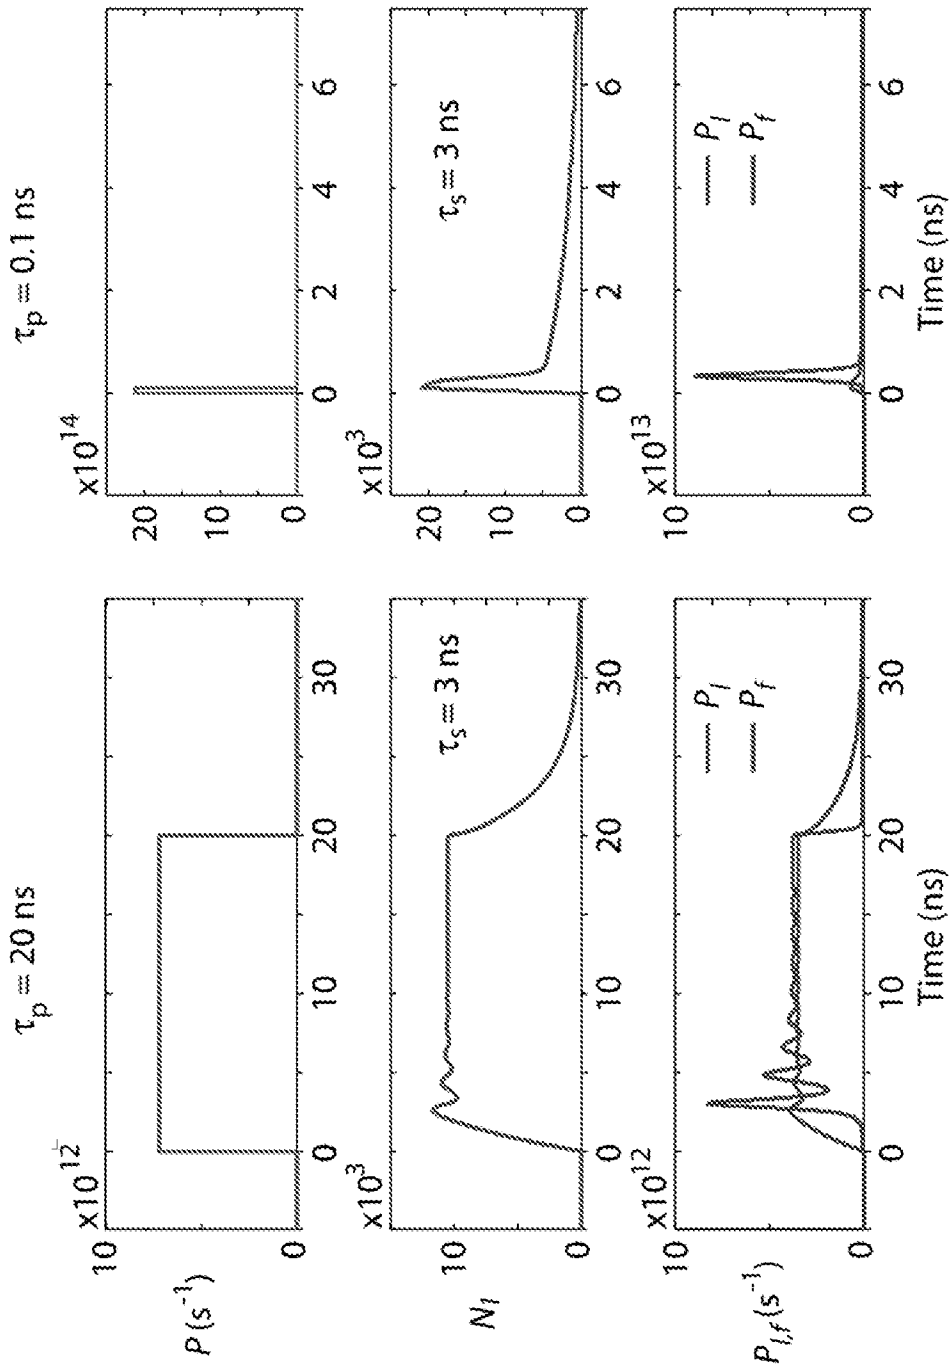 τp = 20 ns
τp = 0.1 ns
x10^12
x10^14
P (s^-1)
10
0
0 10 20 30
20
10
0
0 2 4 6
x10^3
x10^3
N_l
10
0
τs = 3 ns
0 10 20 30
20
10
0
τs = 3 ns
0 2 4 6
x10^12
x10^13
P_l,f (s^-1)
10
0
P_l
P_f
0 10 20 30
Time (ns)
10
0
P_l
P_f
0 2 4 6
Time (ns)